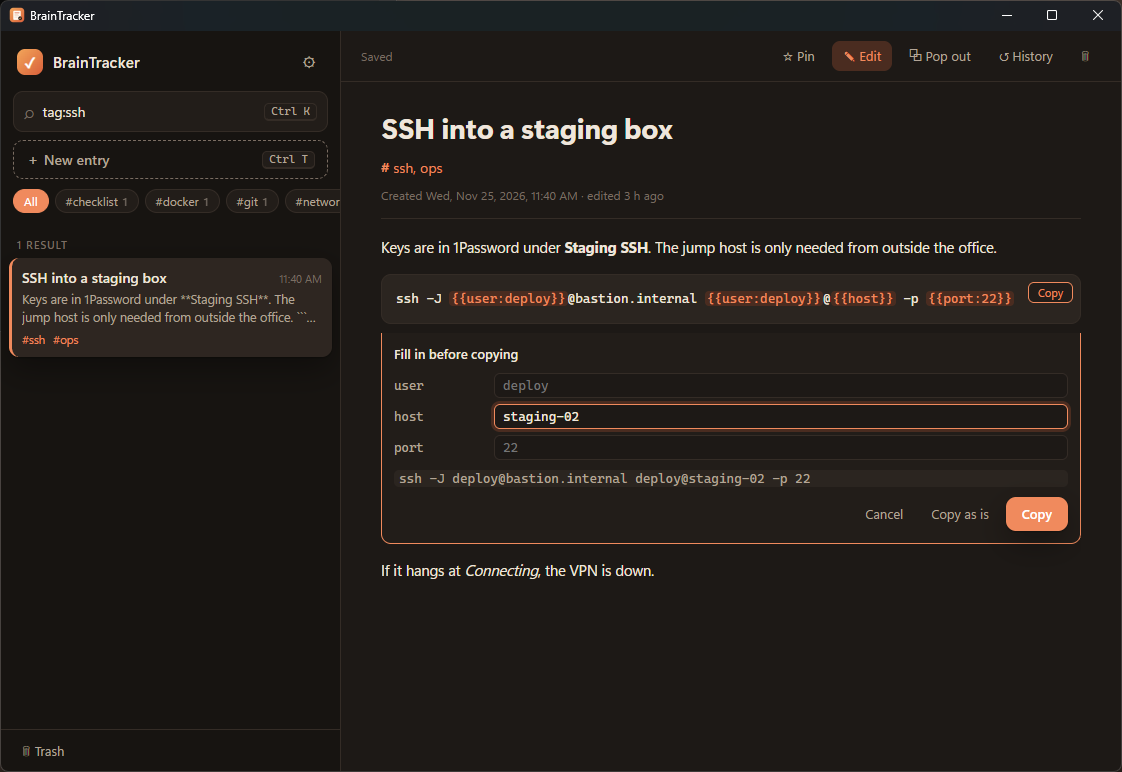 BrainTracker
BrainTracker
tag:ssh
Ctrl K
+ New entry
Ctrl T
All
#checklist 1
#docker 1
#git 1
#networ
1 RESULT
SSH into a staging box
11:40 AM
Keys are in 1Password under **Staging SSH**. The
jump host is only needed from outside the office. ```...
#ssh #ops
Trash
Saved
☆ Pin
Edit
Pop out
↺ History
SSH into a staging box
# ssh, ops
Created Wed, Nov 25, 2026, 11:40 AM · edited 3 h ago
Keys are in 1Password under Staging SSH. The jump host is only needed from outside the office.
ssh -J {{user:deploy}}@bastion.internal {{user:deploy}}@{{host}} -p {{port:22}}
Copy
Fill in before copying
user
deploy
host
staging-02
port
22
ssh -J deploy@bastion.internal deploy@staging-02 -p 22
Cancel
Copy as is
Copy
If it hangs at Connecting, the VPN is down.